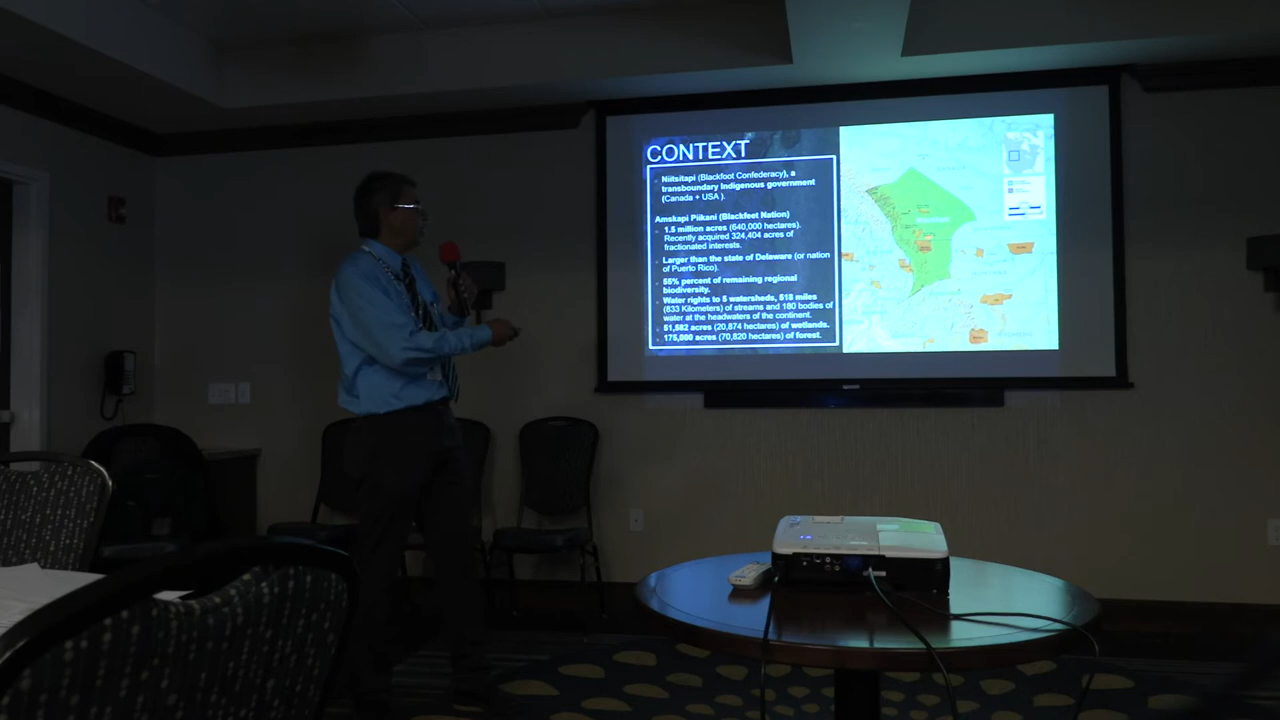 CONTEXT
Niitsitapi (Blackfoot Confederacy), a
transboundary Indigenous government
(Canada + USA ).
Amskapi Piikani (Blackfeet Nation)
1.5 million acres (640,000 hectares).
Recently acquired 324,404 acres of
fractionated interests.
Larger than the state of Delaware (or nation
of Puerto Rico).
55% percent of remaining regional
biodiversity.
Water rights to 5 watersheds, 518 miles
(833 Kilometers) of streams and 180 bodies of
water at the headwaters of the continent.
51,582 acres (20,874 hectares) of wetlands.
175,000 acres (70,820 hectares) of forest.